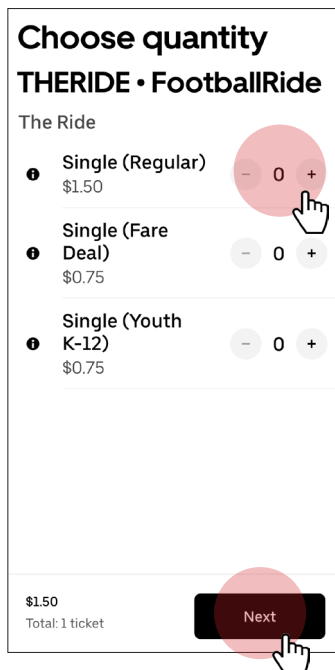 Choose quantity
THERIDE • FootballRide
The Ride
Single (Regular)
- 0 +
$1.50
Single (Fare
Deal)
- 0 +
$0.75
Single (Youth
K-12)
- 0 +
$0.75
$1.50
Total: 1 ticket
Next